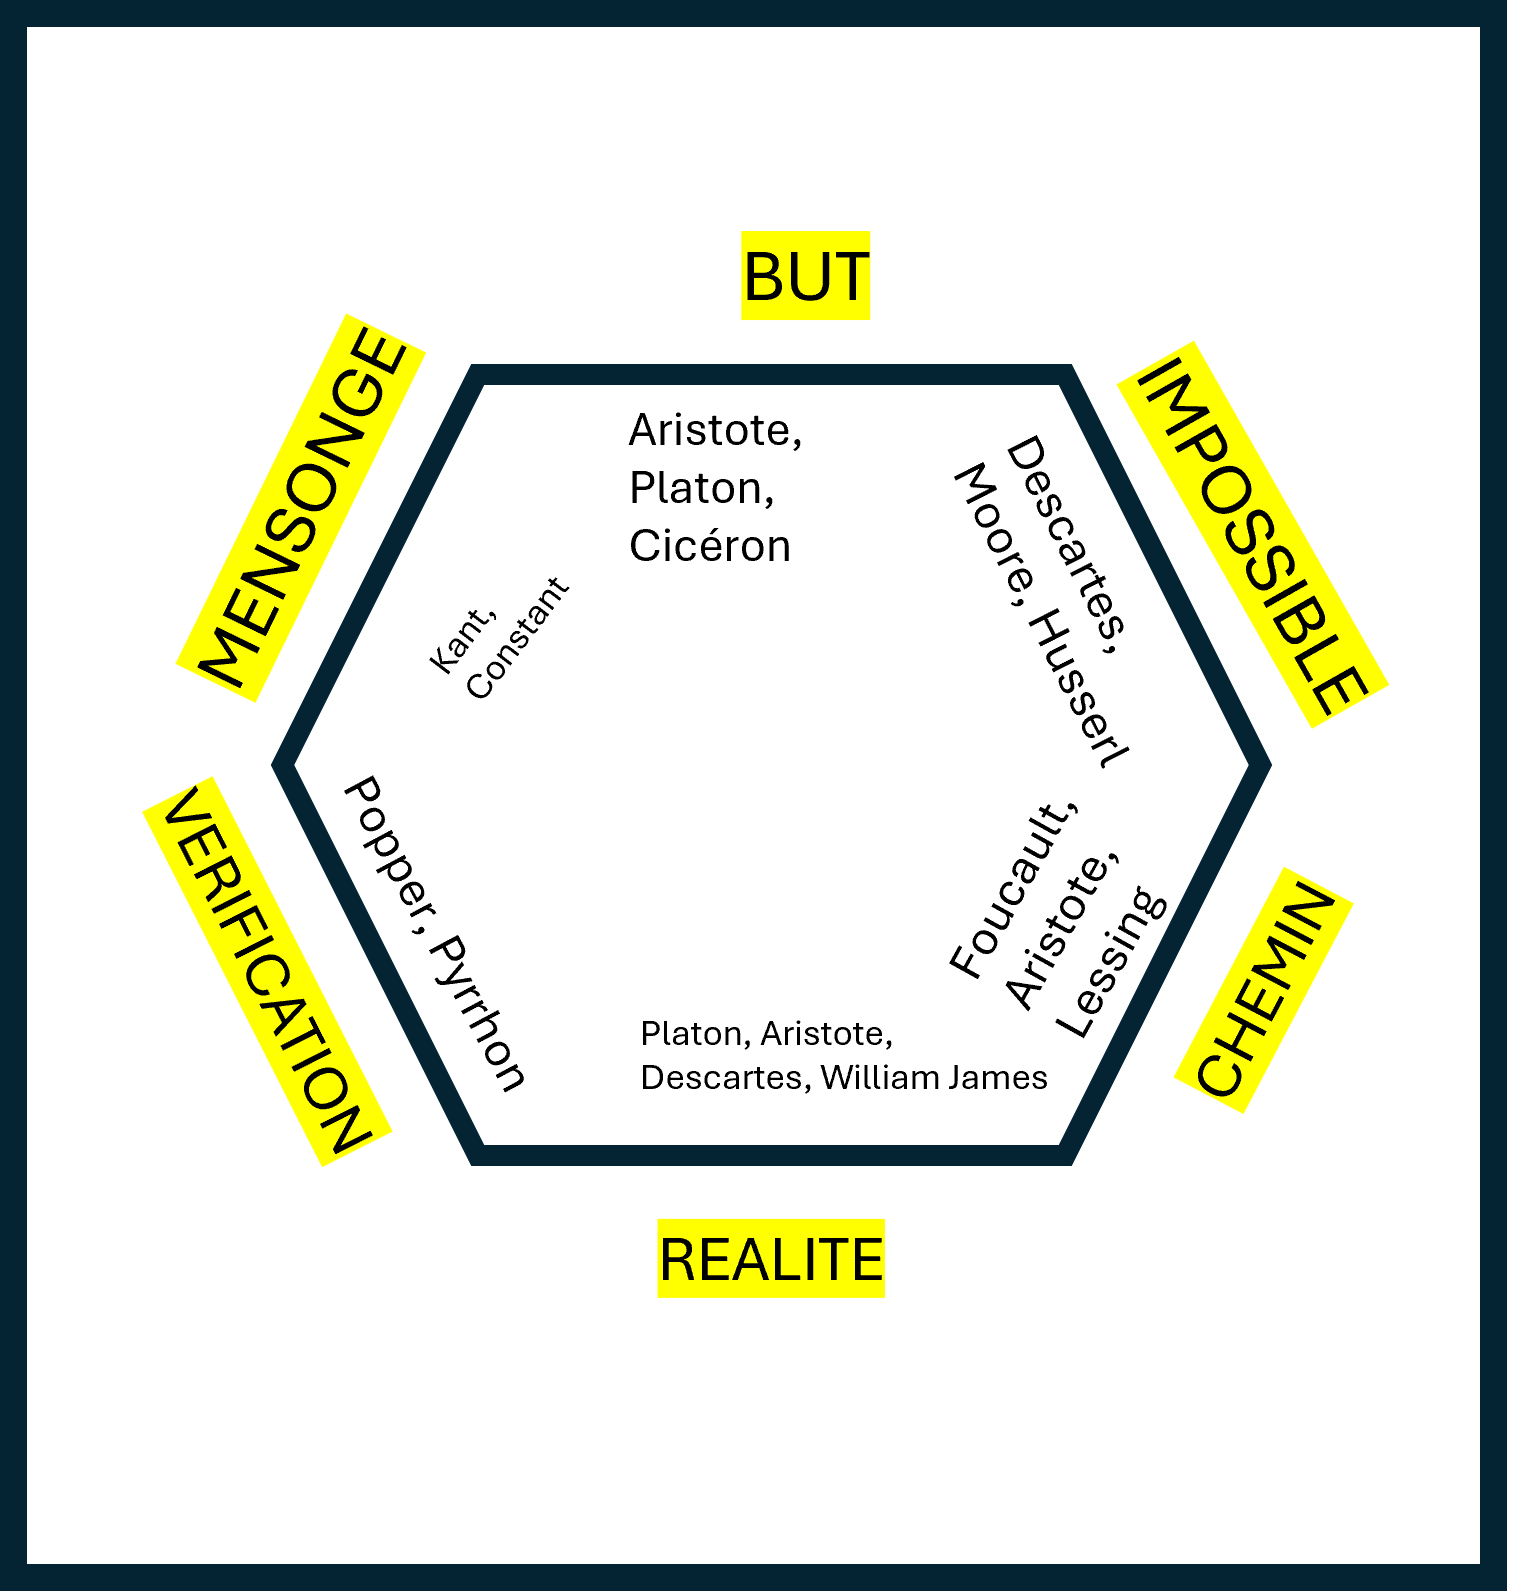 BUT
MENSONGE
IMPOSSIBLE
Aristote,
Platon,
Cicéron
Descartes,
Moore, Husserl
Kant,
Constant
VERIFICATION
Popper, Pyrrhon
Foucault,
Aristote,
Lessing
CHEMIN
Platon, Aristote,
Descartes, William James
REALITE